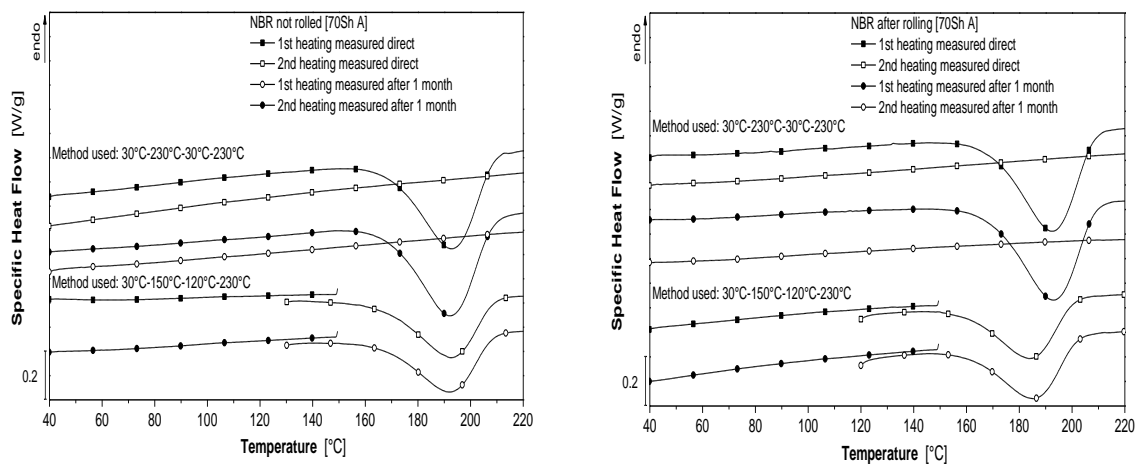 endo
Specific Heat Flow [W/g]
0.2
NBR not rolled [70Sh A]
1st heating measured direct
2nd heating measured direct
1st heating measured after 1 month
2nd heating measured after 1 month
Method used: 30°C-230°C-30°C-230°C
Method used: 30°C-150°C-120°C-230°C
40 60 80 100 120 140 160 180 200 220
Temperature [°C]
endo
Specific Heat Flow [W/g]
0.2
NBR after rolling [70Sh A]
1st heating measured direct
2nd heating measured direct
1st heating measured after 1 month
2nd heating measured after 1 month
Method used: 30°C-230°C-30°C-230°C
Method used: 30°C-150°C-120°C-230°C
40 60 80 100 120 140 160 180 200 220
Temperature [°C]